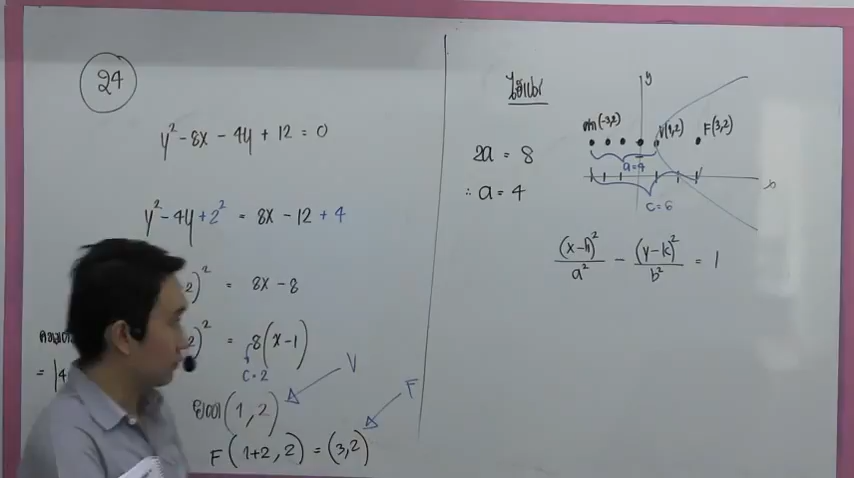 24
y² - 8x - 4y + 12 = 0
y² - 4y + 2² = 8x - 12 + 4
2)² = 8x - 8
2)² = 8(x - 1)
c = 2
= |4
V
(1, 2)
F
F(1+2, 2) = (3, 2)
2a = 8
∴ a = 4
y
(-3,2)
V(1,2)
F(3,2)
a=4
x
c=6
(x-h)²/a² - (y-k)²/b² = 1